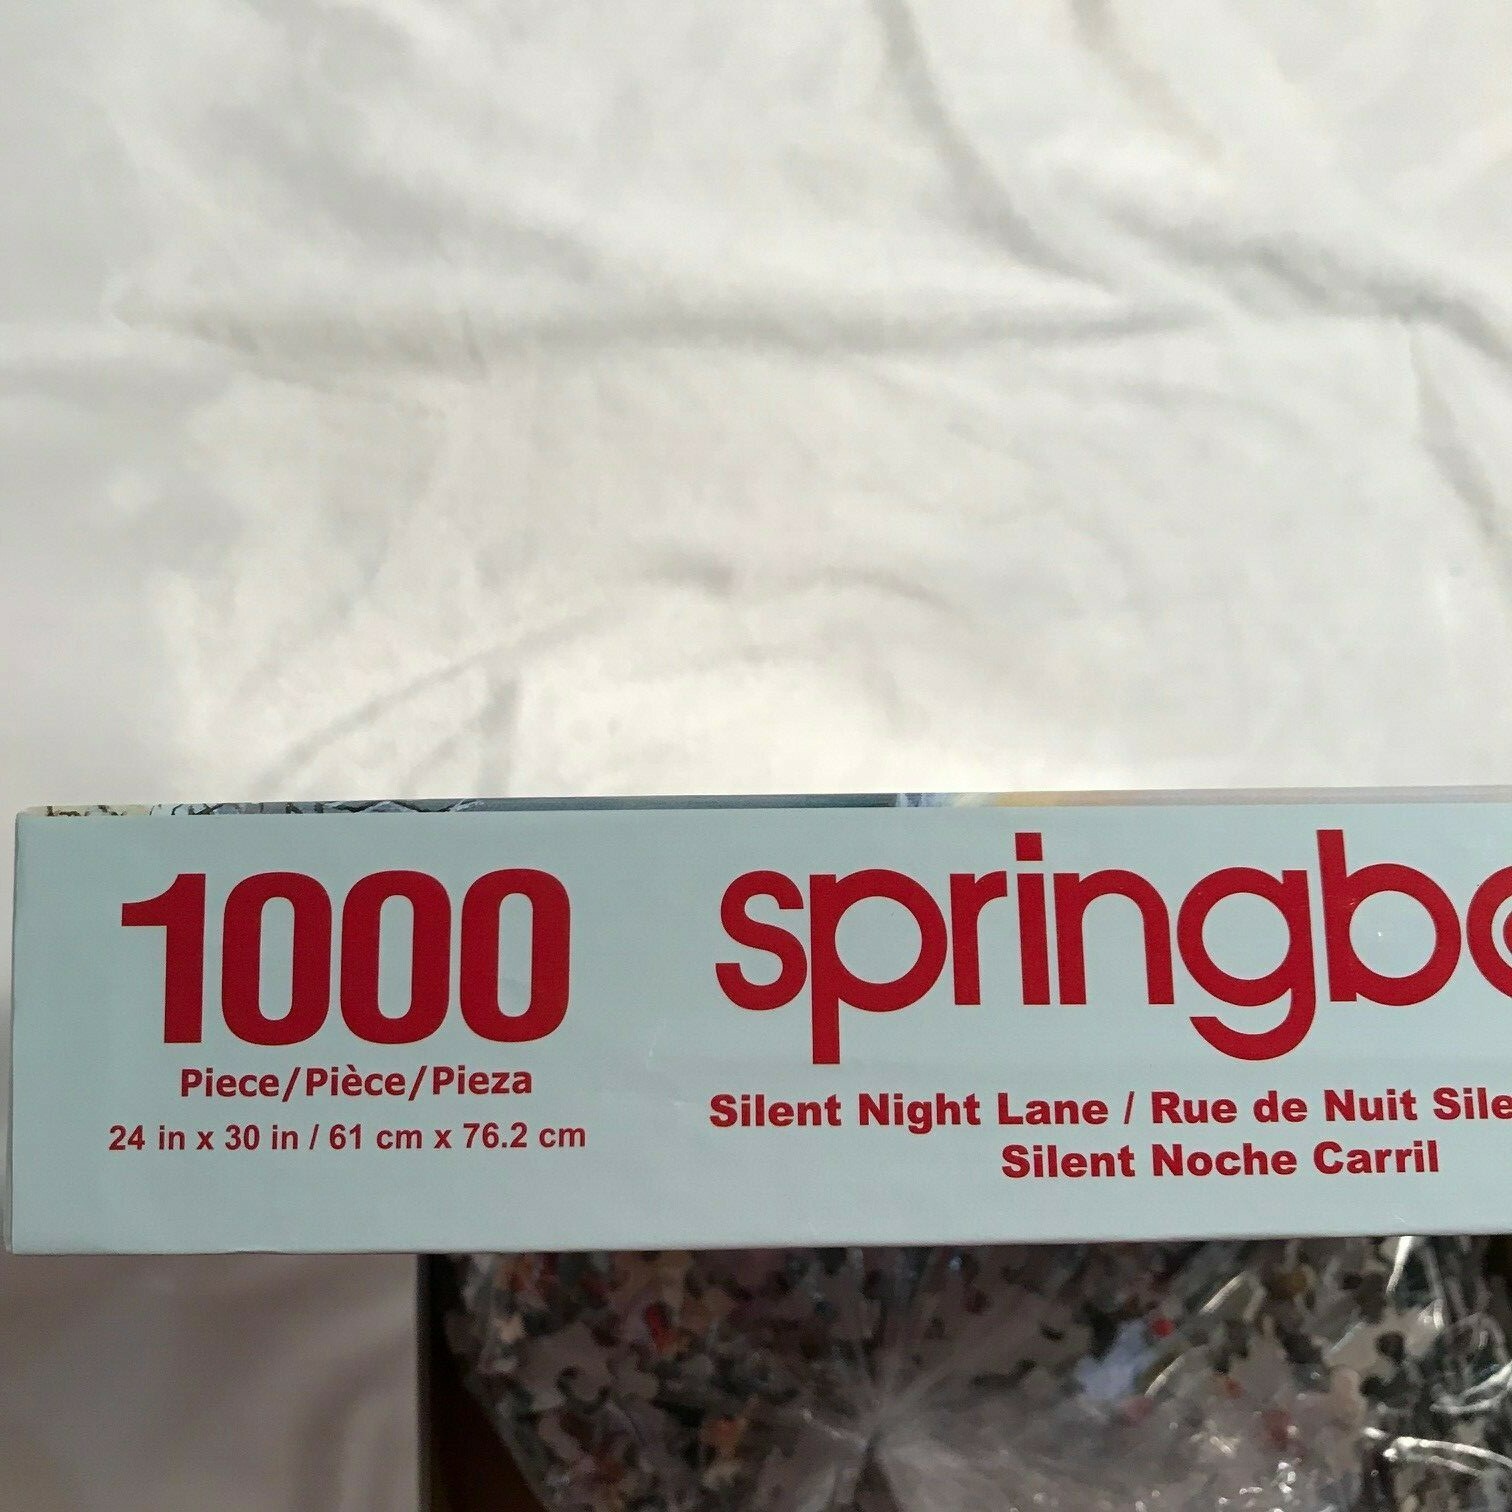 1000
Piece/Pièce/Pieza
24 in x 30 in / 61 cm x 76.2 cm
Silent Night Lane / Rue de Nuit
Silent Noche Carril